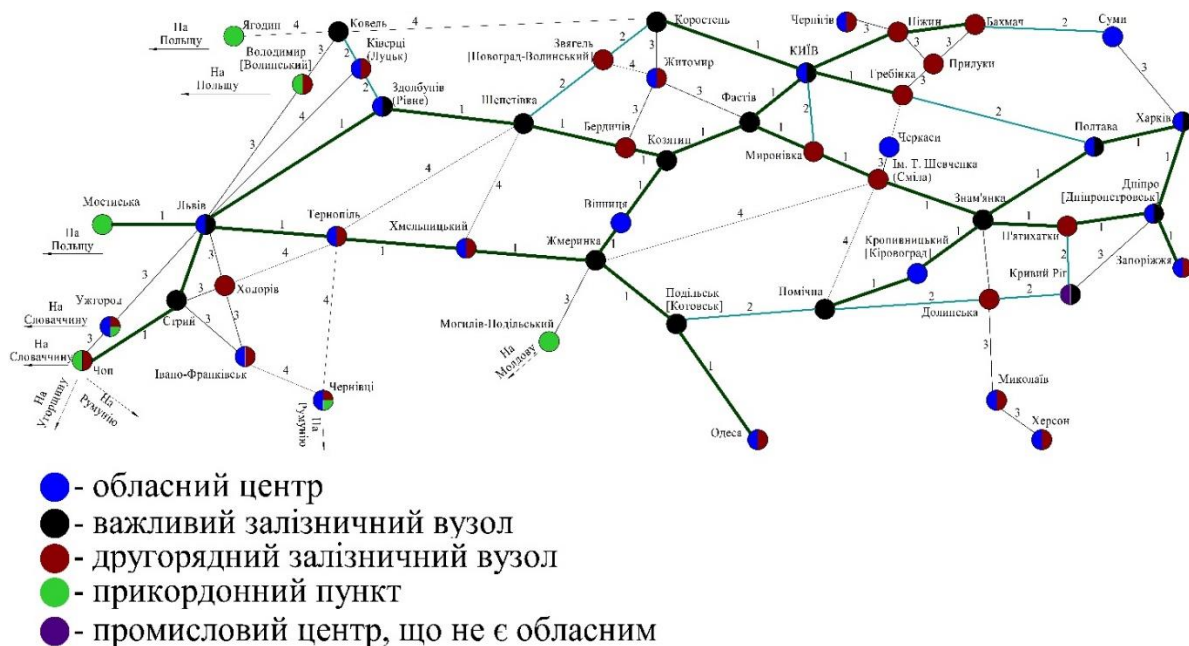 На
Польщу
Ягодин
4
Ковель
4
Коростень
Чернігів
Ніжин
Бахмач
Суми
Володимир
[Волинський]
На
Польщу
Ківерці
(Луцьк)
Здолбунів
(Рівне)
Звягель
[Новоград-Волинський]
Житомир
КИЇВ
Прилуки
Гребінка
Шепетівка
Бердичів
Козятин
Фастів
Миронівка
Черкаси
Ім. Т. Шевченка
(Сміла)
Полтава
Харків
Мостиська
На
Польщу
Львів
Тернопіль
Хмельницький
Вінниця
Жмеринка
Знам'янка
Дніпро
[Дніпропетровськ]
П'ятихатки
Запоріжжя
Кропивницький
[Кіровоград]
Кривий Ріг
Ужгород
На
Словаччину
Ходорів
Стрий
Могилів-Подільський
На
Молдову
Подільськ
[Котовськ]
Помічна
Долинська
На
Словаччину
Чоп
На
Угорщину
На
Румунію
Івано-Франківськ
Чернівці
На
Румунію
Одеса
Миколаїв
Херсон
- обласний центр
- важливий залізничний вузол
- другорядний залізничний вузол
- прикордонний пункт
- промисловий центр, що не є обласним